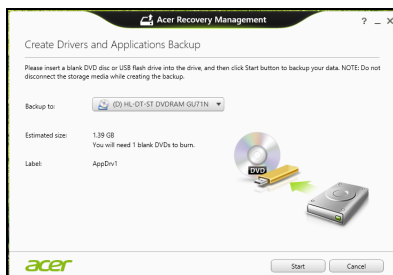 Acer Recovery Management
? _ X
Create Drivers and Applications Backup
Please insert a blank DVD disc or USB flash drive into the drive, and then click Start button to backup your data. NOTE: Do not
disconnect the storage media while creating the backup.
Backup to: (D) HL-DT-ST DVDRAM GU71N
Estimated size: 1.39 GB
You will need 1 blank DVDs to burn.
Label: AppDrv1
DVD
acer Start Cancel